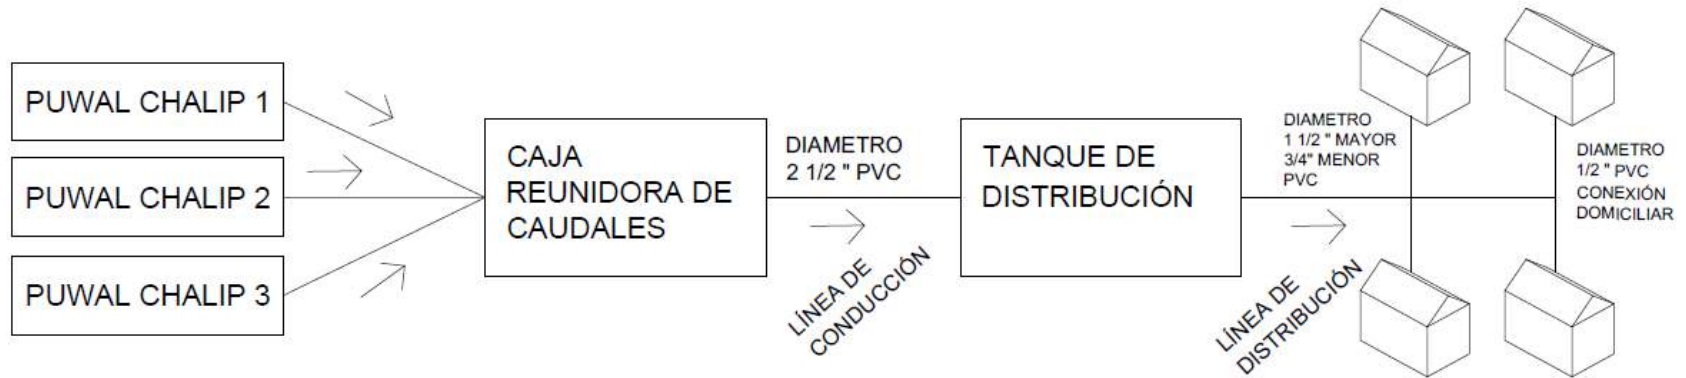 PUWAL CHALIP 1
PUWAL CHALIP 2
PUWAL CHALIP 3
CAJA
REUNIDORA DE
CAUDALES
DIAMETRO
2 1/2 " PVC
LÍNEA DE
CONDUCCIÓN
TANQUE DE
DISTRIBUCIÓN
DIAMETRO
1 1/2 " MAYOR
3/4" MENOR
PVC
LÍNEA DE
DISTRIBUCIÓN
DIAMETRO
1/2 " PVC
CONEXIÓN
DOMICILIAR